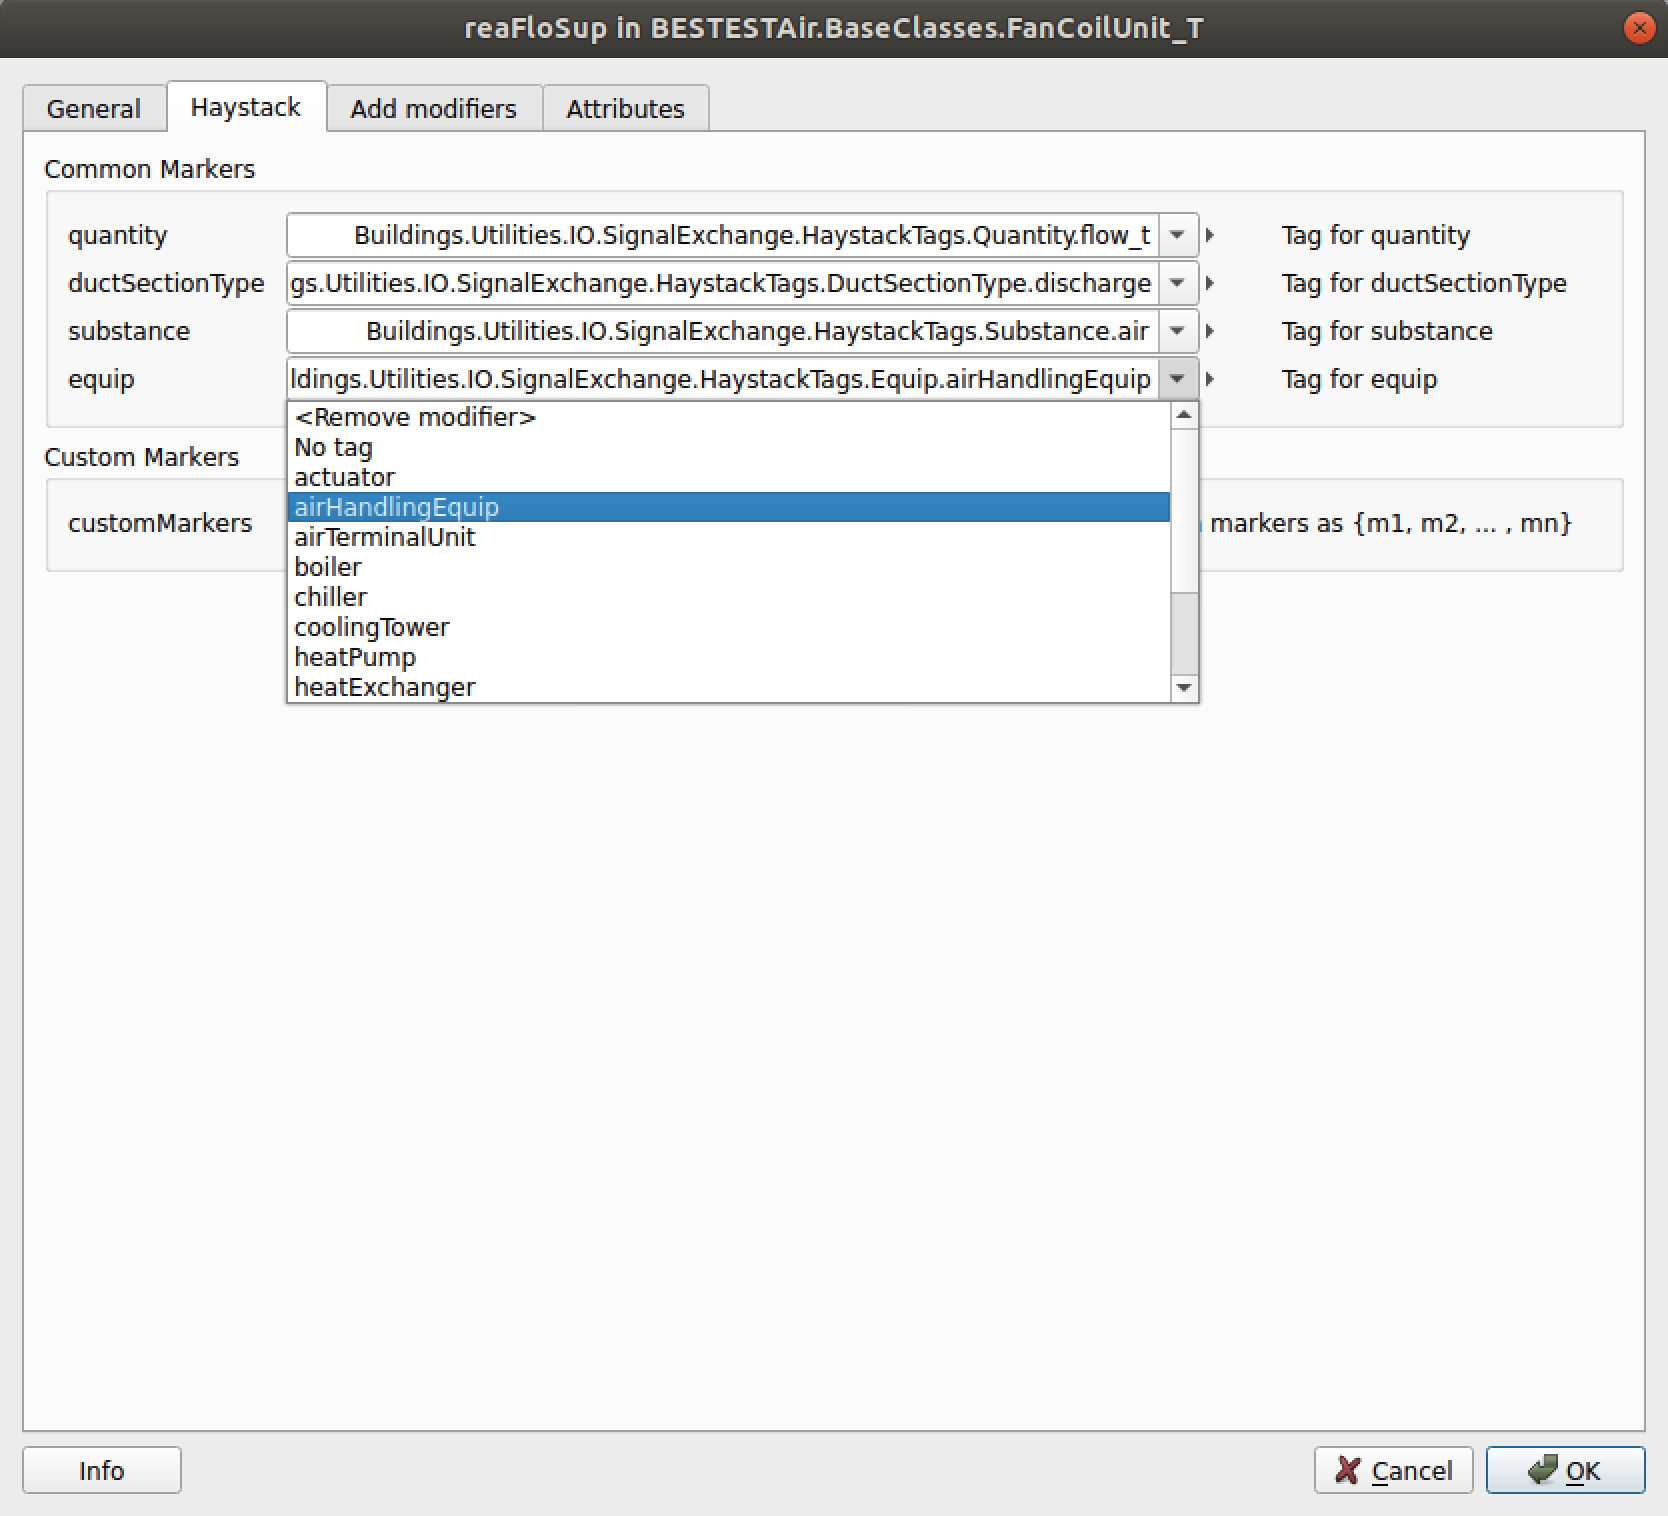 reaFloSup in BESTESTAir.BaseClasses.FanCoilUnit_T
General Haystack Add modifiers Attributes
Common Markers
quantity Buildings.Utilities.IO.SignalExchange.HaystackTags.Quantity.flow_t Tag for quantity
ductSectionType gs.Utilities.IO.SignalExchange.HaystackTags.DuctSectionType.discharge Tag for ductSectionType
substance Buildings.Utilities.IO.SignalExchange.HaystackTags.Substance.air Tag for substance
equip ldings.Utilities.IO.SignalExchange.HaystackTags.Equip.airHandlingEquip Tag for equip
<Remove modifier>
No tag
actuator
airHandlingEquip
airTerminalUnit
boiler
chiller
coolingTower
heatPump
heatExchanger
Custom Markers
customMarkers markers as {m1, m2, ... , mn}
Info Cancel OK